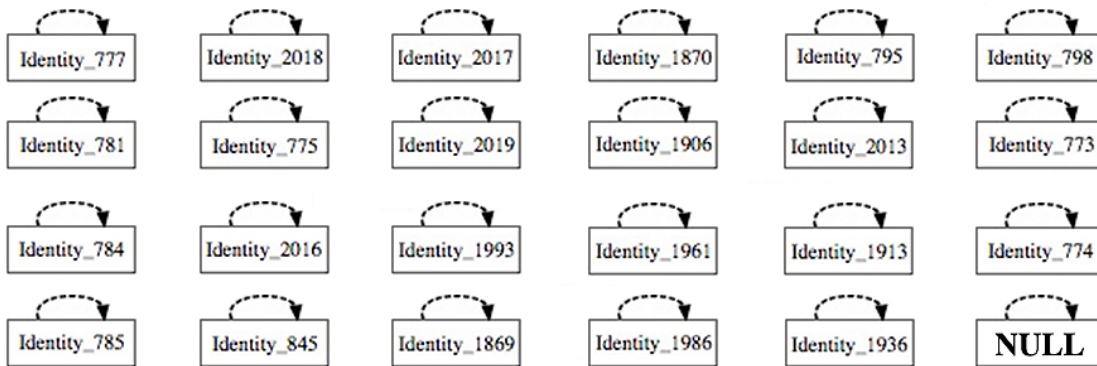 Identity_777 Identity_2018 Identity_2017 Identity_1870 Identity_795 Identity_798
Identity_781 Identity_775 Identity_2019 Identity_1906 Identity_2013 Identity_773
Identity_784 Identity_2016 Identity_1993 Identity_1961 Identity_1913 Identity_774
Identity_785 Identity_845 Identity_1869 Identity_1986 Identity_1936 NULL